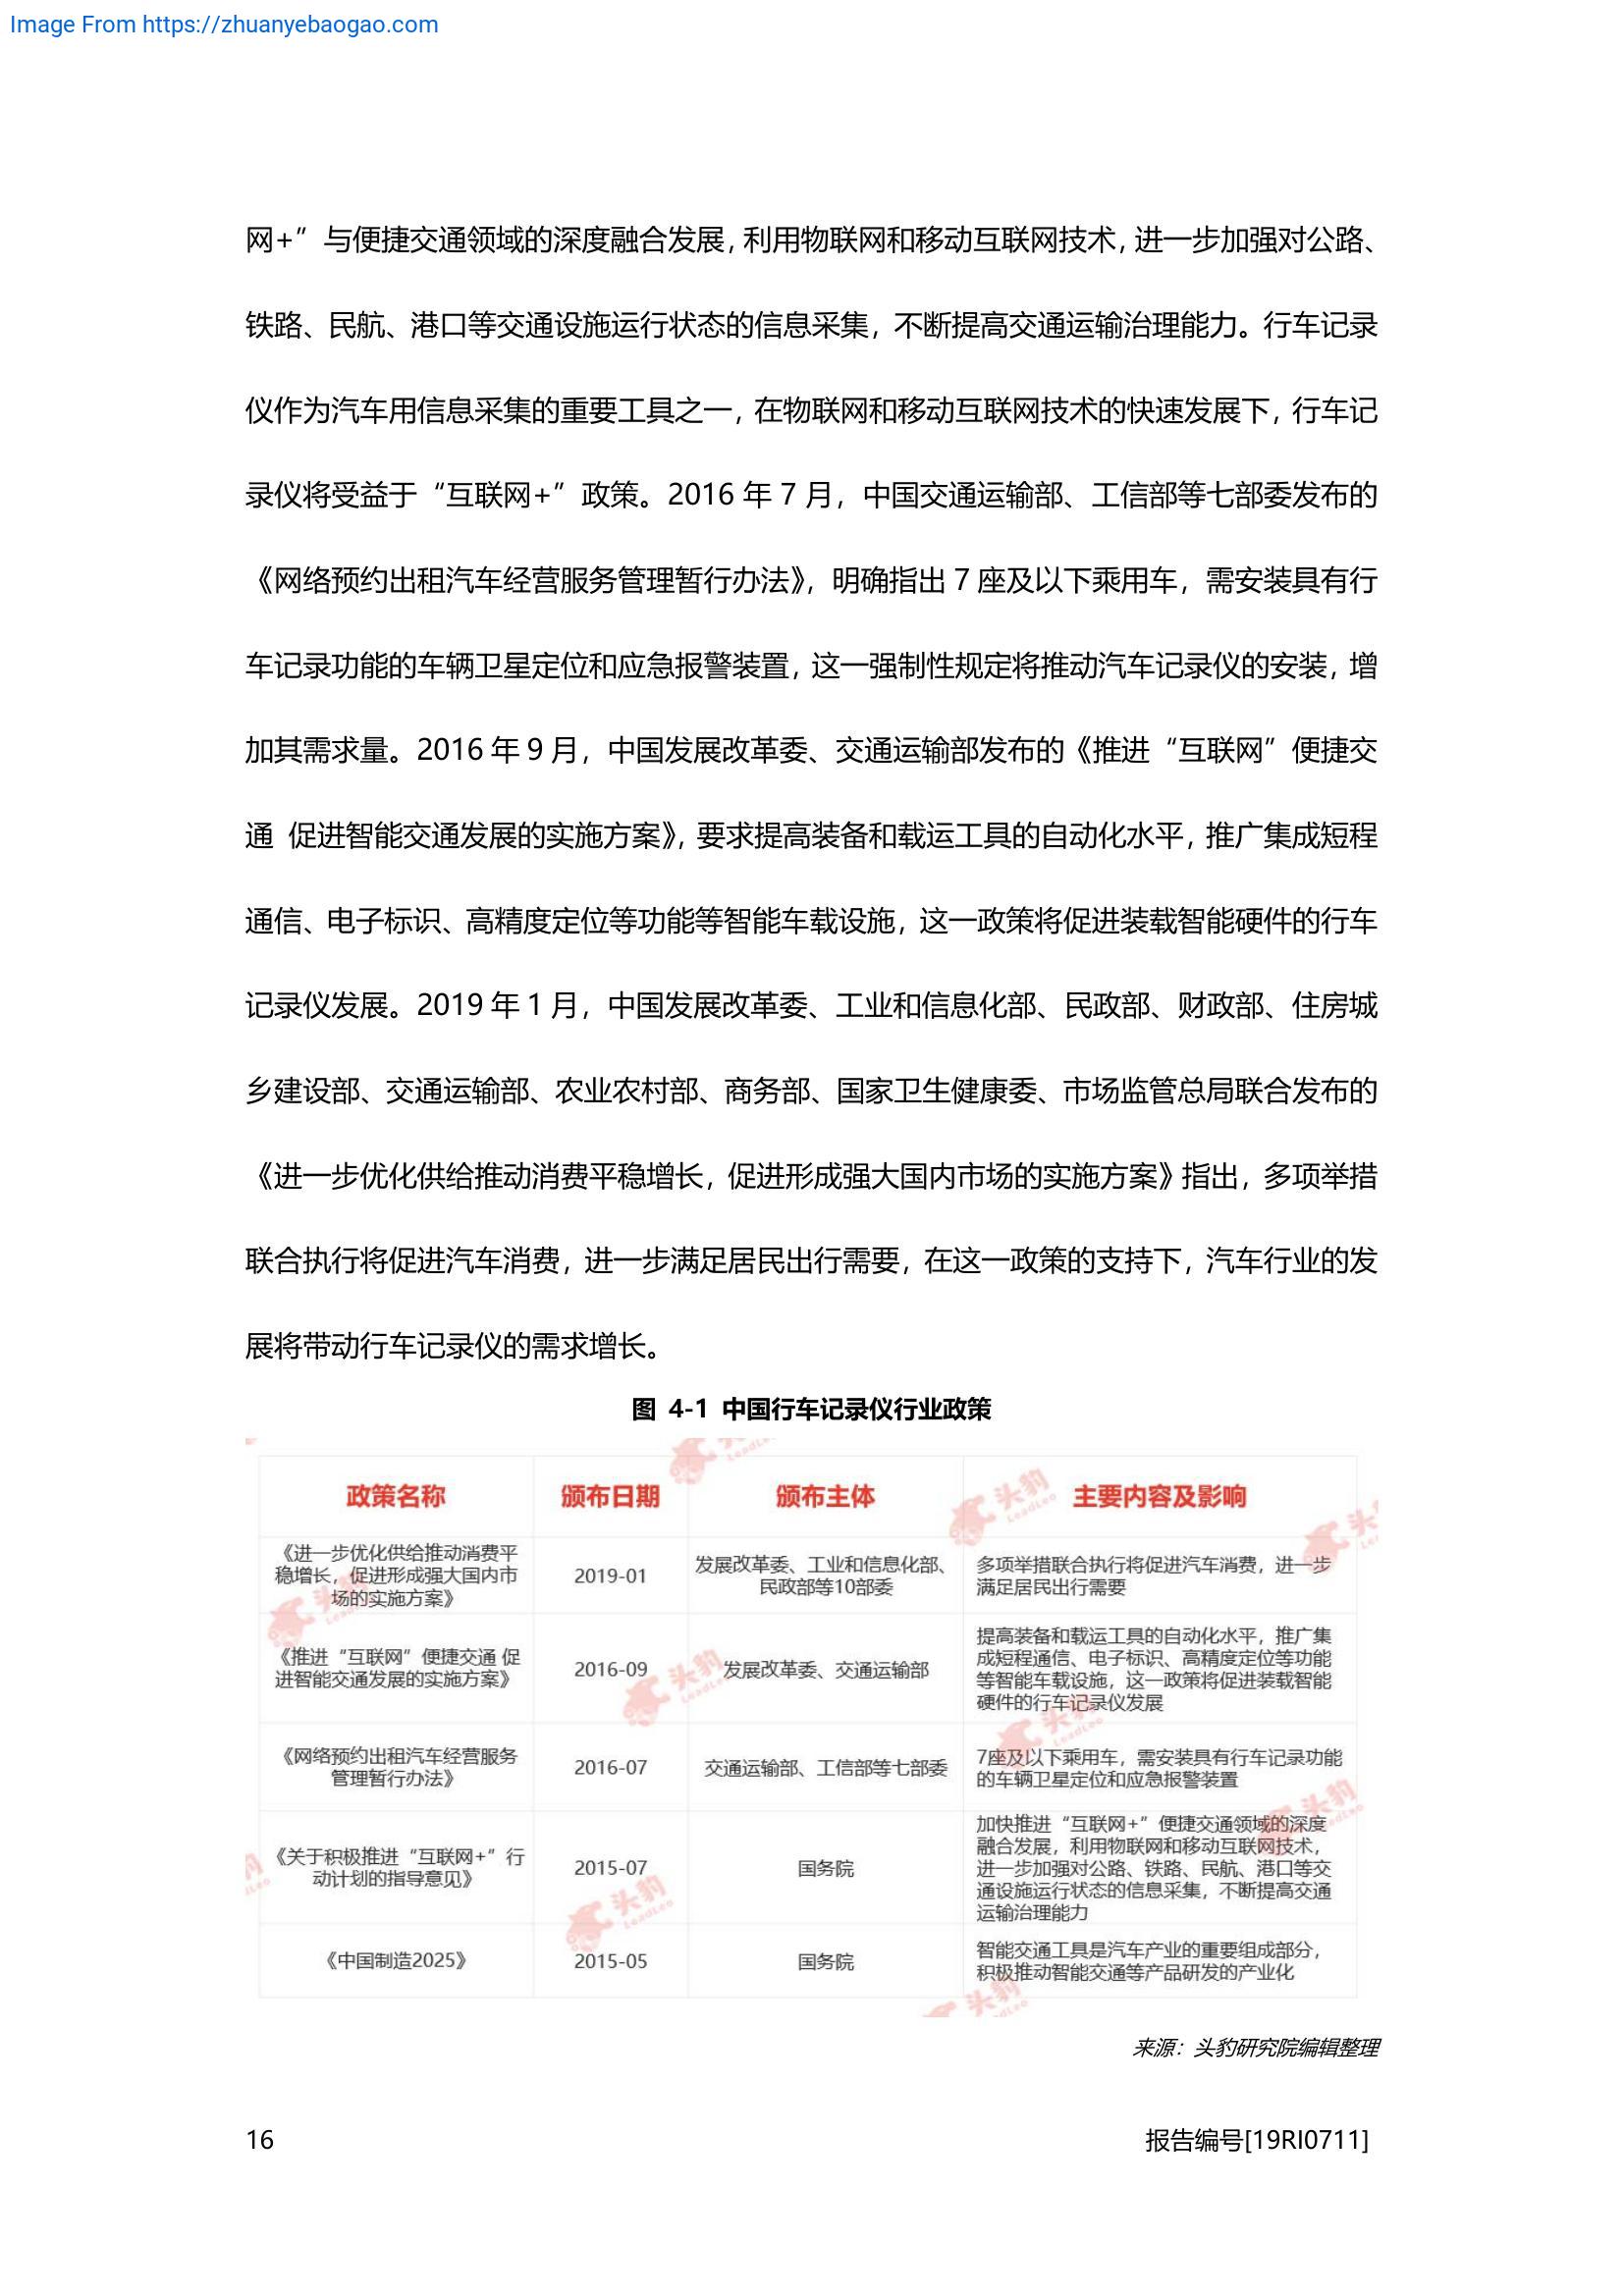 Image From https://zhuanyebaogao.com
网+”与便捷交通领域的深度融合发展,利用物联网和移动互联网技术,进一步加强对公路、
铁路、民航、港口等交通设施运行状态的信息采集，不断提高交通运输治理能力。行车记录
仪作为汽车用信息采集的重要工具之一，在物联网和移动互联网技术的快速发展下，行车记
录仪将受益于“互联网+”政策。2016 年 7 月，中国交通运输部、工信部等七部委发布的
《网络预约出租汽车经营服务管理暂行办法》，明确指出 7 座及以下乘用车，需安装具有行
车记录功能的车辆卫星定位和应急报警装置，这一强制性规定将推动汽车记录仪的安装，增
加其需求量。2016 年 9 月，中国发展改革委、交通运输部发布的《推进“互联网”便捷交
通 促进智能交通发展的实施方案》，要求提高装备和载运工具的自动化水平，推广集成短程
通信、电子标识、高精度定位等功能等智能车载设施，这一政策将促进装载智能硬件的行车
记录仪发展。2019 年 1 月，中国发展改革委、工业和信息化部、民政部、财政部、住房城
乡建设部、交通运输部、农业农村部、商务部、国家卫生健康委、市场监管总局联合发布的
《进一步优化供给推动消费平稳增长，促进形成强大国内市场的实施方案》指出，多项举措
联合执行将促进汽车消费，进一步满足居民出行需要，在这一政策的支持下，汽车行业的发
展将带动行车记录仪的需求增长。
图 4-1 中国行车记录仪行业政策
政策名称 颁布日期 颁布主体 主要内容及影响
《进一步优化供给推动消费平
稳增长，促进形成强大国内市
场的实施方案》
2019-01
发展改革委、工业和信息化部、
民政部等10部委
多项举措联合执行将促进汽车消费，进一步
满足居民出行需要
《推进“互联网”便捷交通 促
进智能交通发展的实施方案》
2016-09
发展改革委、交通运输部
提高装备和载运工具的自动化水平，推广集
成短程通信、电子标识、高精度定位等功能
等智能车载设施，这一政策将促进装载智能
硬件的行车记录仪发展
《网络预约出租汽车经营服务
管理暂行办法》
2016-07
交通运输部、工信部等七部委
7座及以下乘用车，需安装具有行车记录功能
的车辆卫星定位和应急报警装置
《关于积极推进“互联网+”行
动计划的指导意见》
2015-07
国务院
加快推进“互联网+”便捷交通领域的深度
融合发展，利用物联网和移动互联网技术，
进一步加强对公路、铁路、民航、港口等交
通设施运行状态的信息采集，不断提高交通
运输治理能力
《中国制造2025》
2015-05
国务院
智能交通工具是汽车产业的重要组成部分，
积极推动智能交通等产品研发的产业化
头豹
LeadLeo
来源：头豹研究院编辑整理
16
报告编号[19RI0711]